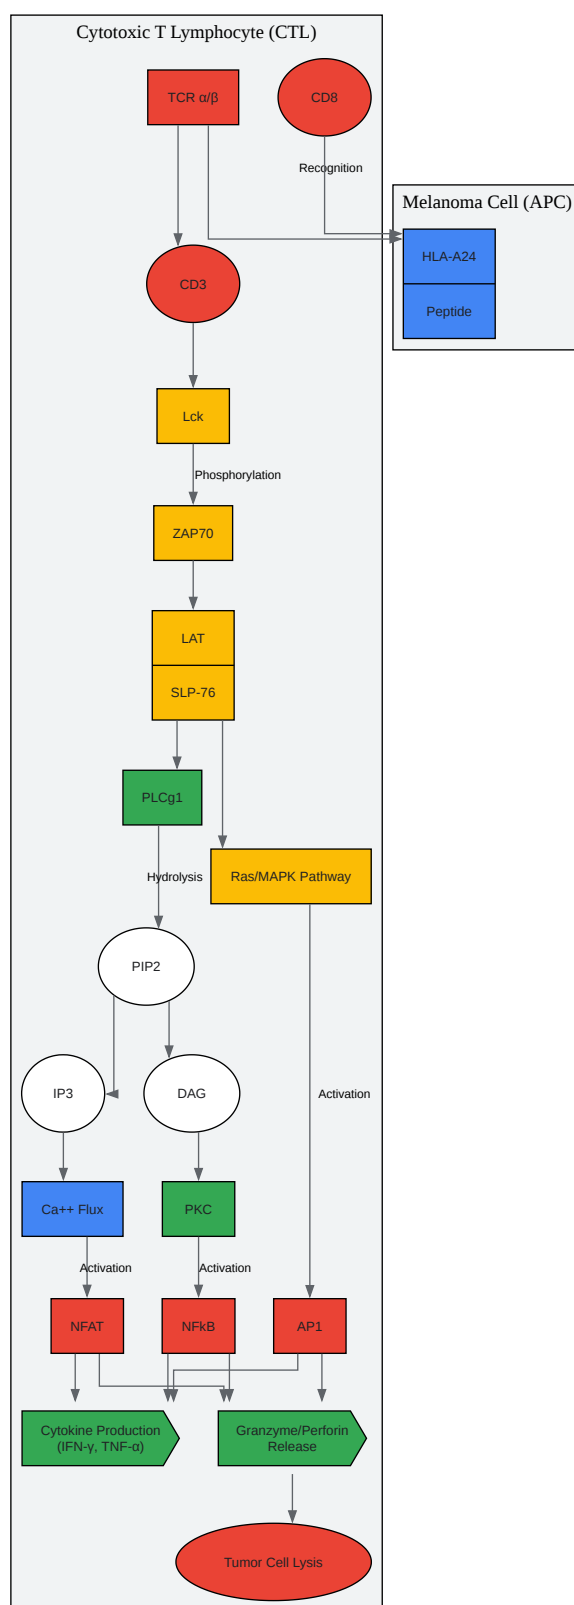 Cytotoxic T Lymphocyte (CTL)
TCR α/β
CD8
Recognition
Melanoma Cell (APC)
HLA-A24
Peptide
CD3
Lck
Phosphorylation
ZAP70
LAT
SLP-76
PLCg1
Ras/MAPK Pathway
Hydrolysis
PIP2
IP3
DAG
Activation
Ca++ Flux
PKC
Activation
Activation
NFAT
NFkB
AP1
Cytokine Production
(IFN-γ, TNF-α)
Granzyme/Perforin
Release
Tumor Cell Lysis